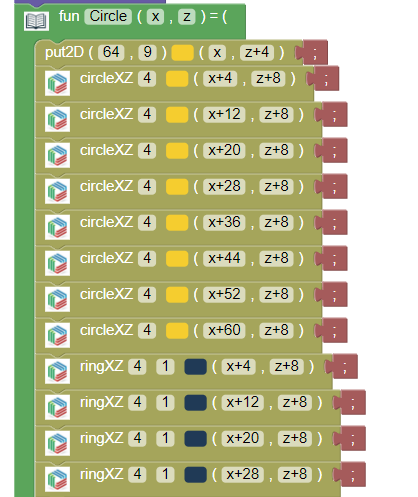 fun Circle ( x , z ) = (
put2D ( 64 , 9 ) ( x , z+4 ) ;
circleXZ 4 ( x+4 , z+8 ) ;
circleXZ 4 ( x+12 , z+8 ) ;
circleXZ 4 ( x+20 , z+8 ) ;
circleXZ 4 ( x+28 , z+8 ) ;
circleXZ 4 ( x+36 , z+8 ) ;
circleXZ 4 ( x+44 , z+8 ) ;
circleXZ 4 ( x+52 , z+8 ) ;
circleXZ 4 ( x+60 , z+8 ) ;
ringXZ 4 1 ( x+4 , z+8 ) ;
ringXZ 4 1 ( x+12 , z+8 ) ;
ringXZ 4 1 ( x+20 , z+8 ) ;
ringXZ 4 1 ( x+28 , z+8 ) ;